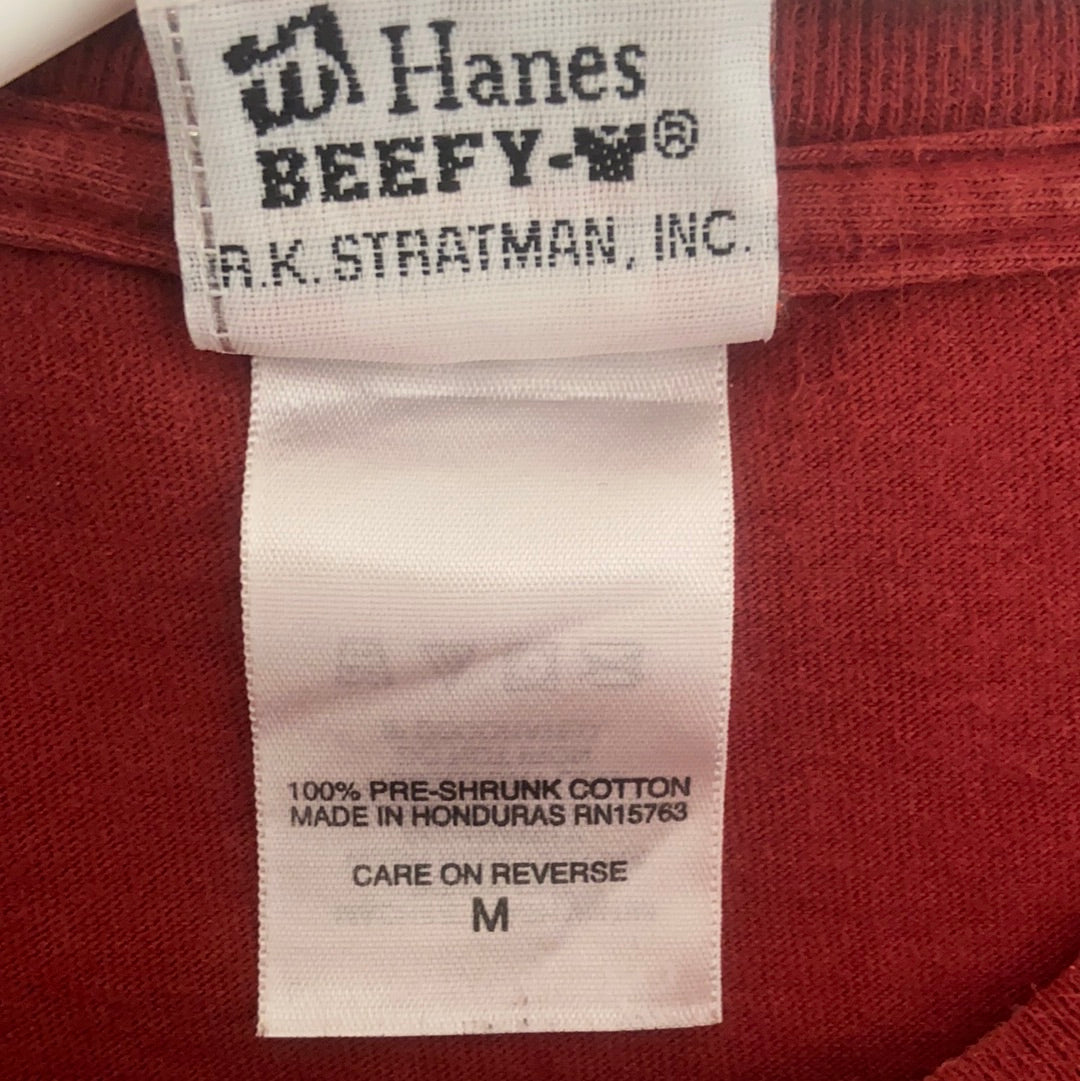 Hanes
BEEFY-T®
R.K. STRATMAN, INC.
100% PRE-SHRUNK COTTON
MADE IN HONDURAS RN15763
CARE ON REVERSE
M